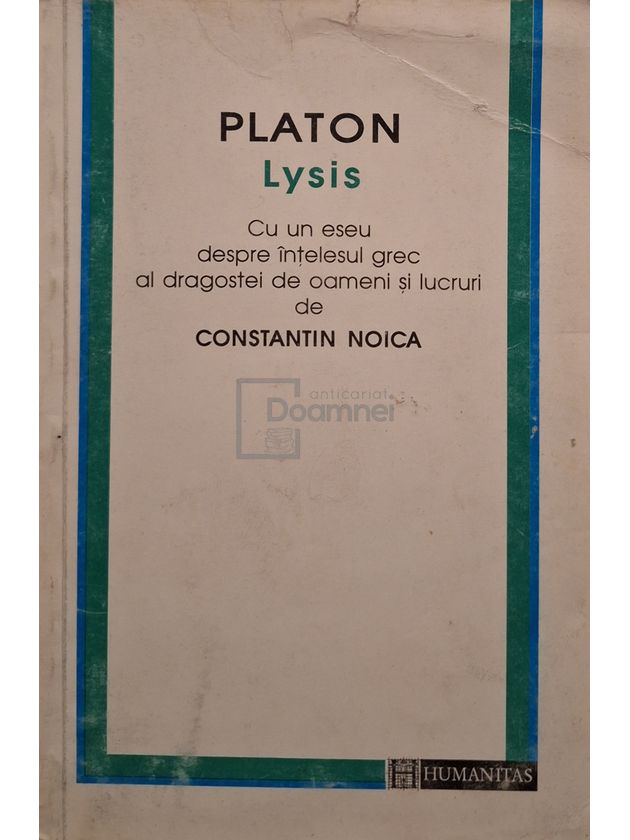 PLATON
Lysis
Cu un eseu
despre înțelesul grec
al dragostei de oameni și lucruri
de
CONSTANTIN NOICA
anticariat
Doamnei
HUMANITAS